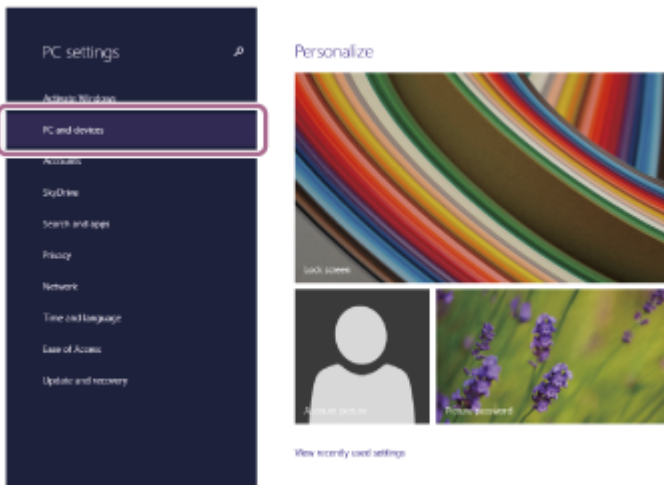 PC settings
Activate Windows
PC and devices
Accounts
SkyDrive
Search and apps
Privacy
Network
Time and language
Ease of Access
Update and recovery
Personalize
Lock screen
Account picture
Picture password
View recently used settings